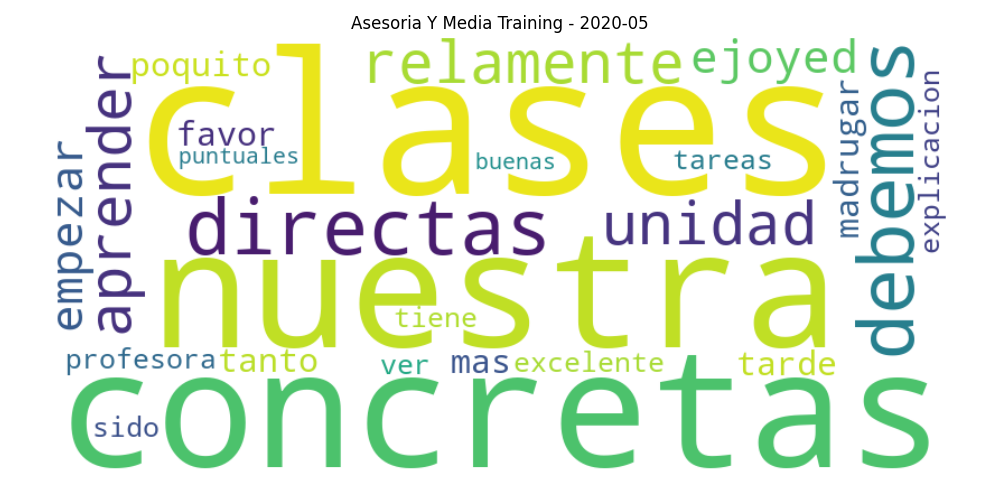 Asesoria Y Media Training - 2020-05
poquito
relamente
ejoyed
clases
favor
puntuales
buenas
tareas
empezar
aprender
madrugar
debemos
explicacion
directas
unidad
nuestra
tiene
profesora
tanto
ver
mas
excelente
tarde
concretas
sido